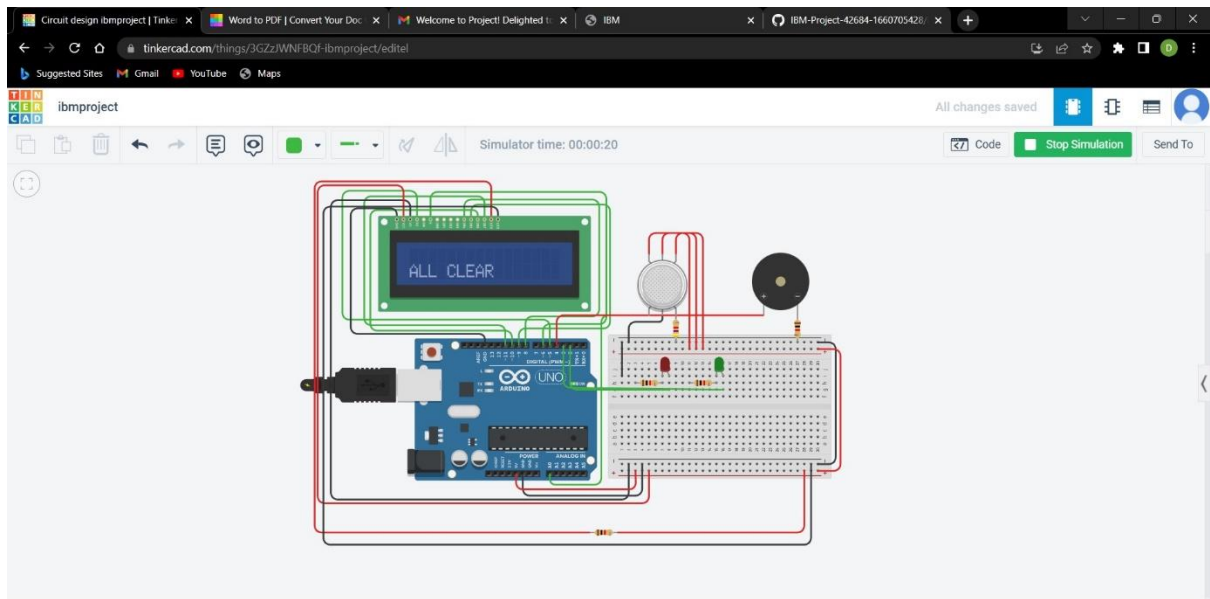 Circuit design ibmproject | Tinker
Word to PDF | Convert Your Doc
Welcome to Project! Delighted to
IBM
IBM-Project-42684-1660705428/
tinkercad.com/things/3GZzJWNFBQf-ibmproject/editel
D
Suggested Sites
Gmail
YouTube
Maps
TIN
KER
CAD
ibmproject
All changes saved
Simulator time: 00:00:20
Code
Stop Simulation
Send To
ALL CLEAR
DIGITAL (PWM~)
UNO
ARDUINO
POWER
ANALOG IN